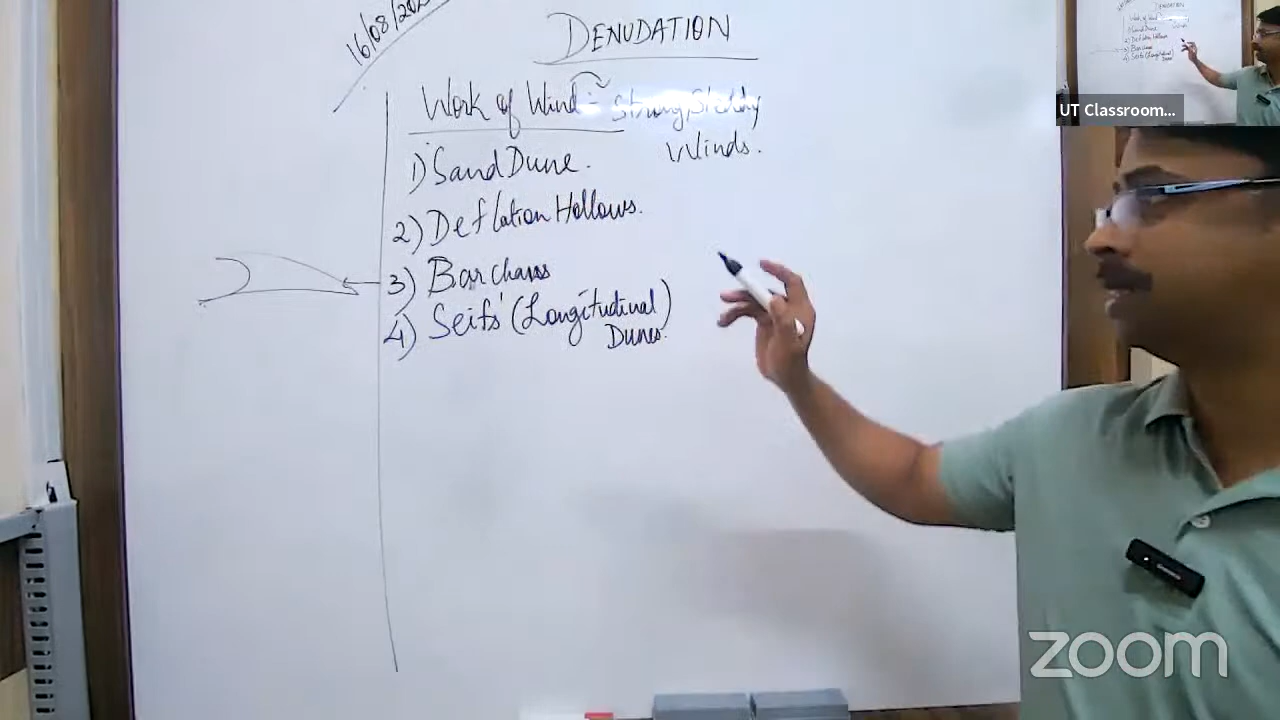 16/08/202
DENUDATION
Work of Wind :- Strong, Steady
Winds.
1) Sand Dune.
2) Deflation Hollows.
3) Barchans
4) Seifs (Longitudinal)
Dunes.
UT Classroom...
zoom